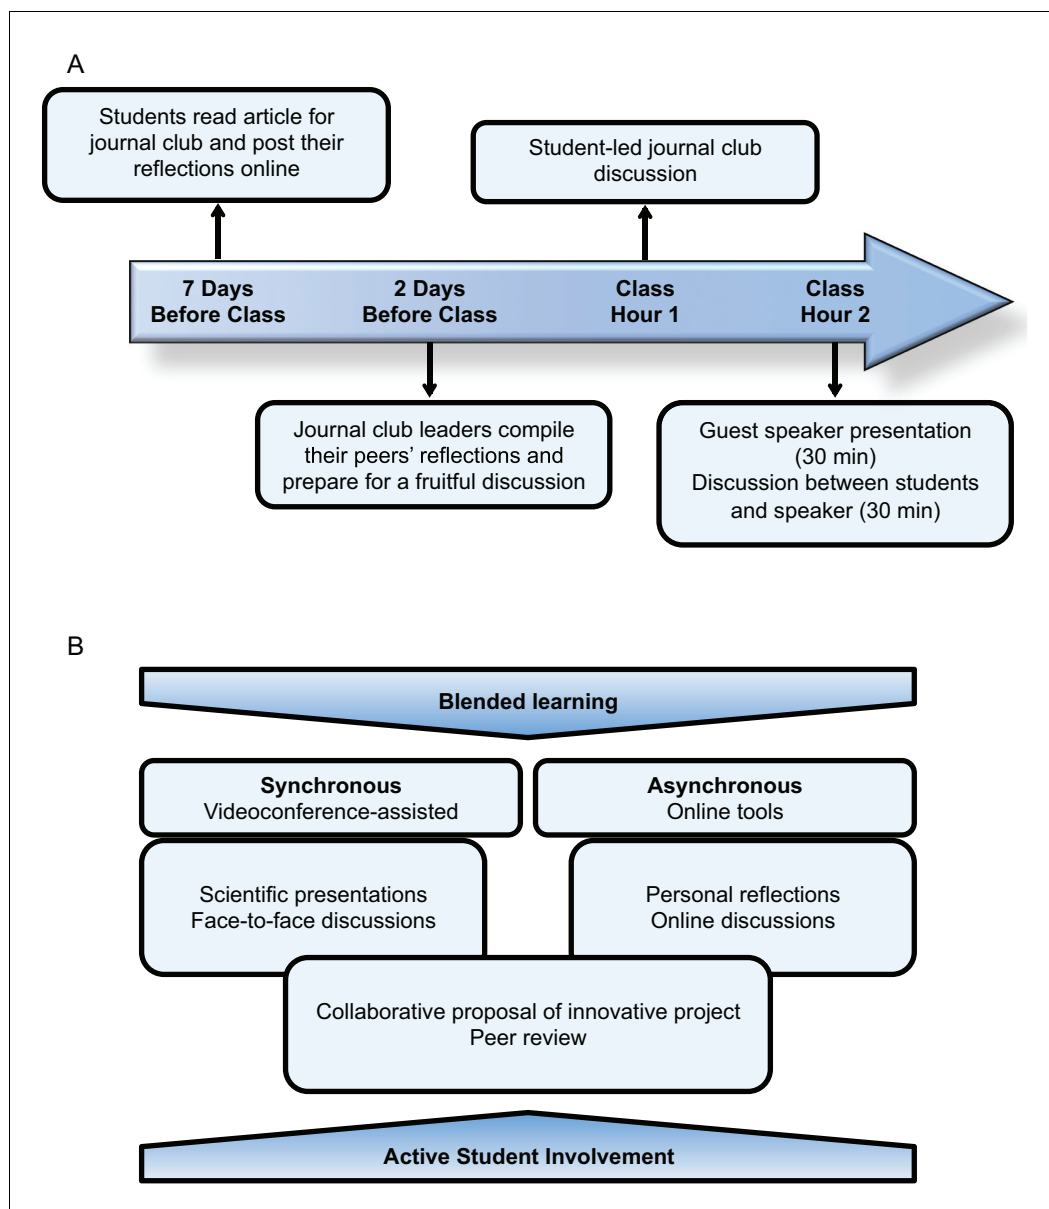 A
Students read article for
journal club and post their
reflections online
Student-led journal club
discussion
7 Days
Before Class
2 Days
Before Class
Class
Hour 1
Class
Hour 2
Journal club leaders compile
their peers’ reflections and
prepare for a fruitful discussion
Guest speaker presentation
(30 min)
Discussion between students
and speaker (30 min)
B
Blended learning
Synchronous
Videoconference-assisted
Asynchronous
Online tools
Scientific presentations
Face-to-face discussions
Personal reflections
Online discussions
Collaborative proposal of innovative project
Peer review
Active Student Involvement